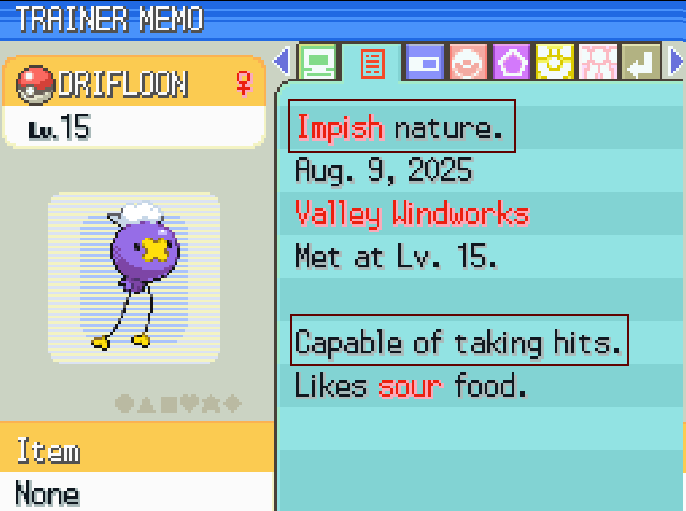 TRAINER MEMO
DRIFLOON ♀
Lv.15
Impish nature.
Aug. 9, 2025
Valley Windworks
Met at Lv. 15.
Capable of taking hits.
Likes sour food.
Item
None